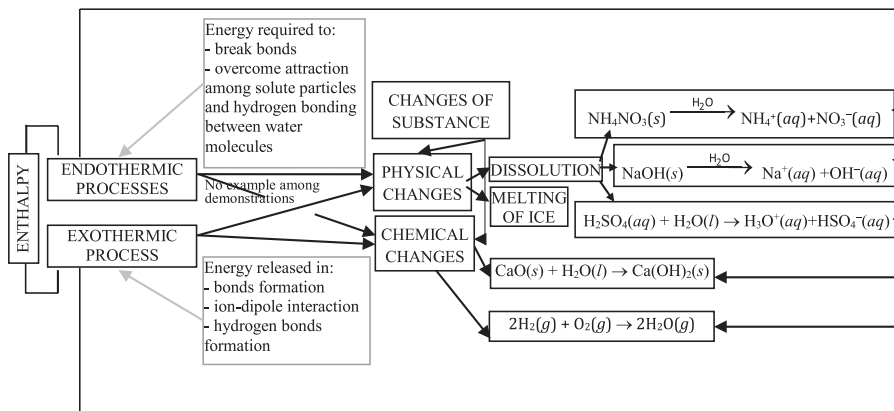 Energy required to:
- break bonds
- overcome attraction
among solute particles
and hydrogen bonding
between water
molecules
CHANGES OF
SUBSTANCE
ENTHALPY
ENDOTHERMIC
PROCESSES
No example among
demonstrations
EXOTHERMIC
PROCESS
Energy released in:
- bonds formation
- ion-dipole interaction
- hydrogen bonds
formation
PHYSICAL
CHANGES
CHEMICAL
CHANGES
DISSOLUTION
MELTING
OF ICE
NH₄NO₃(s) —H₂O→ NH₄⁺(aq)+NO₃⁻(aq)
NaOH(s) —H₂O→ Na⁺(aq) +OH⁻(aq)
H₂SO₄(aq) + H₂O(l) → H₃O⁺(aq)+HSO₄⁻(aq)
CaO(s) + H₂O(l) → Ca(OH)₂(s)
2H₂(g) + O₂(g) → 2H₂O(g)